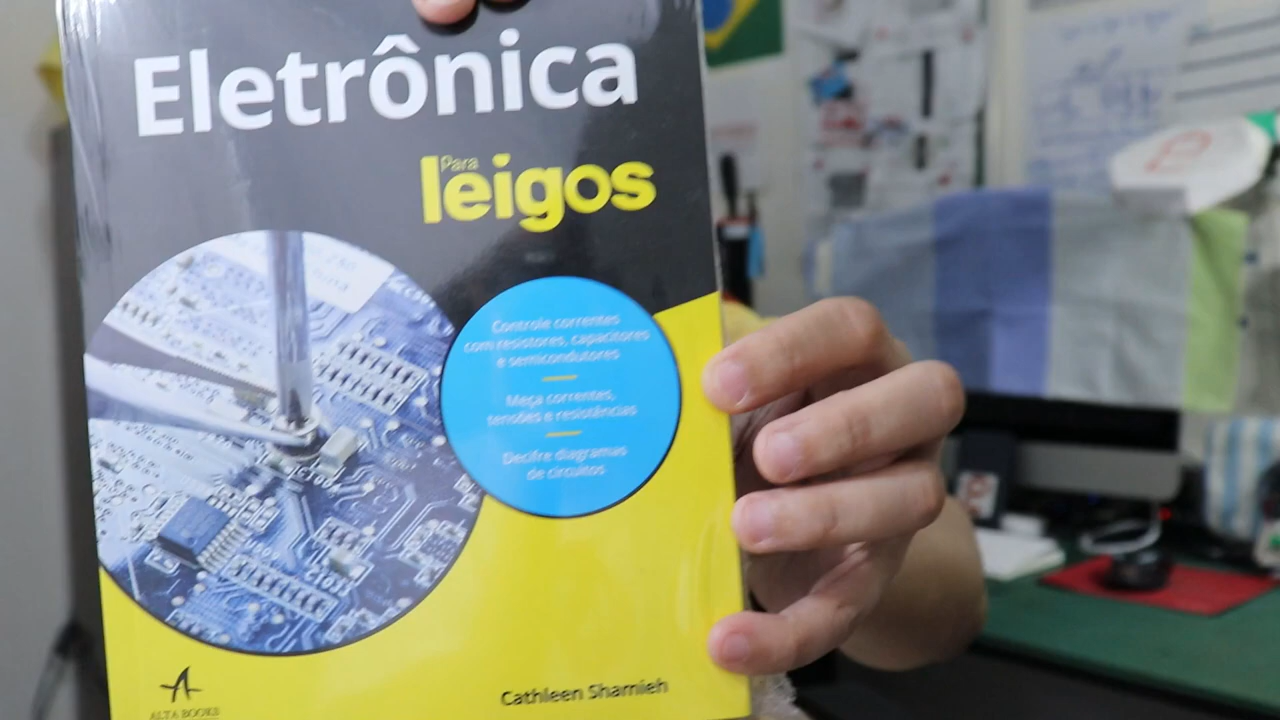 Eletrônica
Para
leigos
Controle correntes
com resistores, capacitores
e semicondutores
Meça correntes,
tensões e resistências
Decifre diagramas
de circuitos
Cathleen Shamieh
ALTA BOOKS